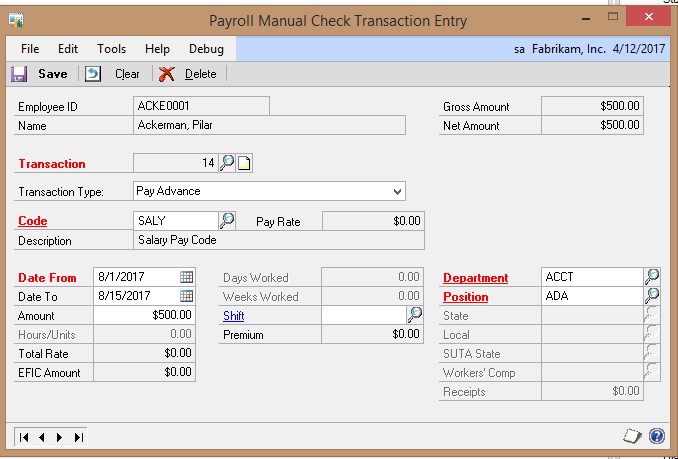 Payroll Manual Check Transaction Entry
File Edit Tools Help Debug sa Fabrikam, Inc. 4/12/2017
Save Clear Delete
Employee ID ACKE0001 Gross Amount $500.00
Name Ackerman, Pilar Net Amount $500.00
Transaction 14
Transaction Type: Pay Advance
Code SALY Pay Rate $0.00
Description Salary Pay Code
Date From 8/1/2017 Days Worked 0.00 Department ACCT
Date To 8/15/2017 Weeks Worked 0.00 Position ADA
Amount $500.00 Shift State
Hours/Units 0.00 Premium $0.00 Local
Total Rate $0.00 SUTA State
EFIC Amount $0.00 Workers' Comp
Receipts $0.00